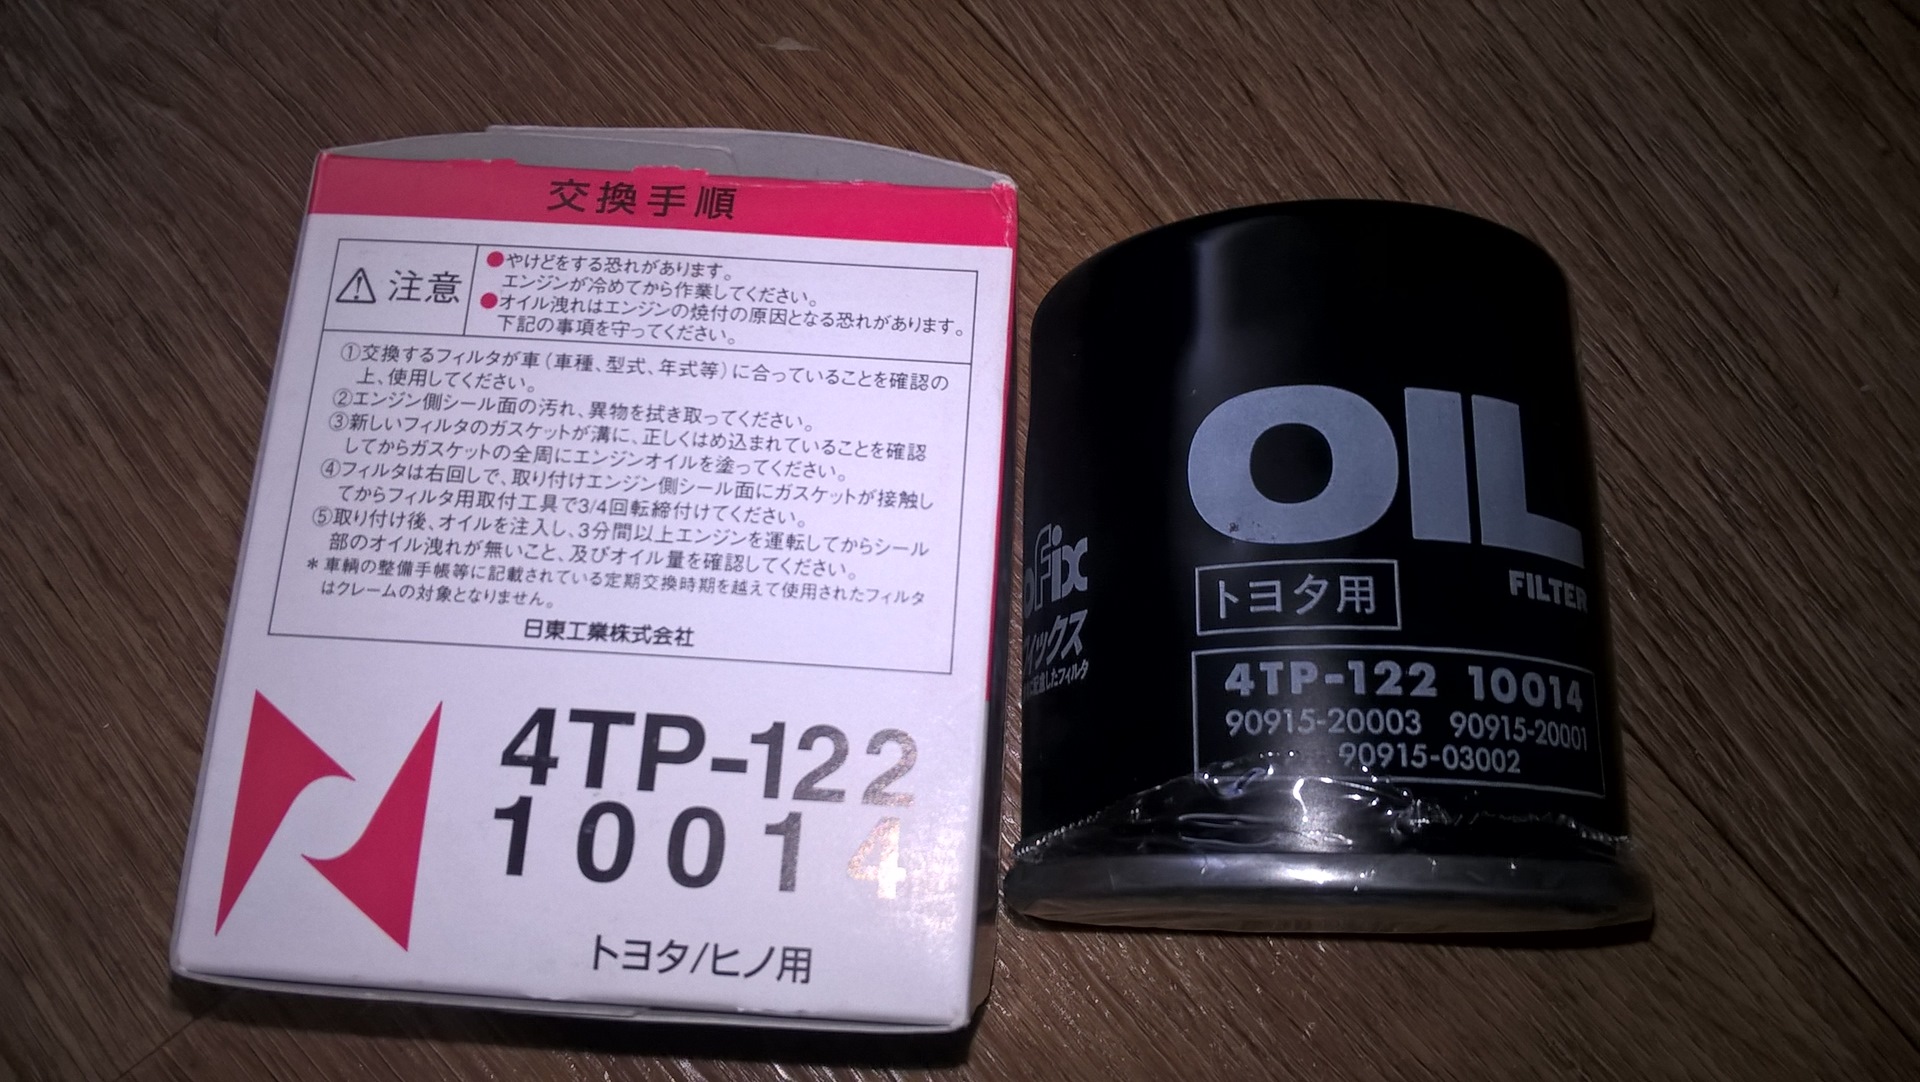 交換手順
注意
●やけどをする恐れがあります。
エンジンが冷めてから作業してください。
●オイル洩れはエンジンの焼付の原因となる恐れがあります。
下記の事項を守ってください。
①交換するフィルタが車（車種、型式、年式等）に合っていることを確認の
上、使用してください。
②エンジン側シール面の汚れ、異物を拭き取ってください。
③新しいフィルタのガスケットが溝に、正しくはめ込まれていることを確認
してからガスケットの全周にエンジンオイルを塗ってください。
④フィルタは右回しで、取り付けエンジン側シール面にガスケットが接触し
てからフィルタ用取付工具で3/4回転締付けてください。
⑤取り付け後、オイルを注入し、3分間以上エンジンを運転してからシール
部のオイル洩れが無いこと、及びオイル量を確認してください。
＊車輌の整備手帳等に記載されている定期交換時期を越えて使用されたフィルタ
はクレームの対象となりません。
日東工業株式会社
4TP-122
10014
トヨタ/ヒノ用
OIL
FILTER
oFix
ィックス
したフィルタ
トヨタ用
4TP-122 10014
90915-20003 90915-20001
90915-03002